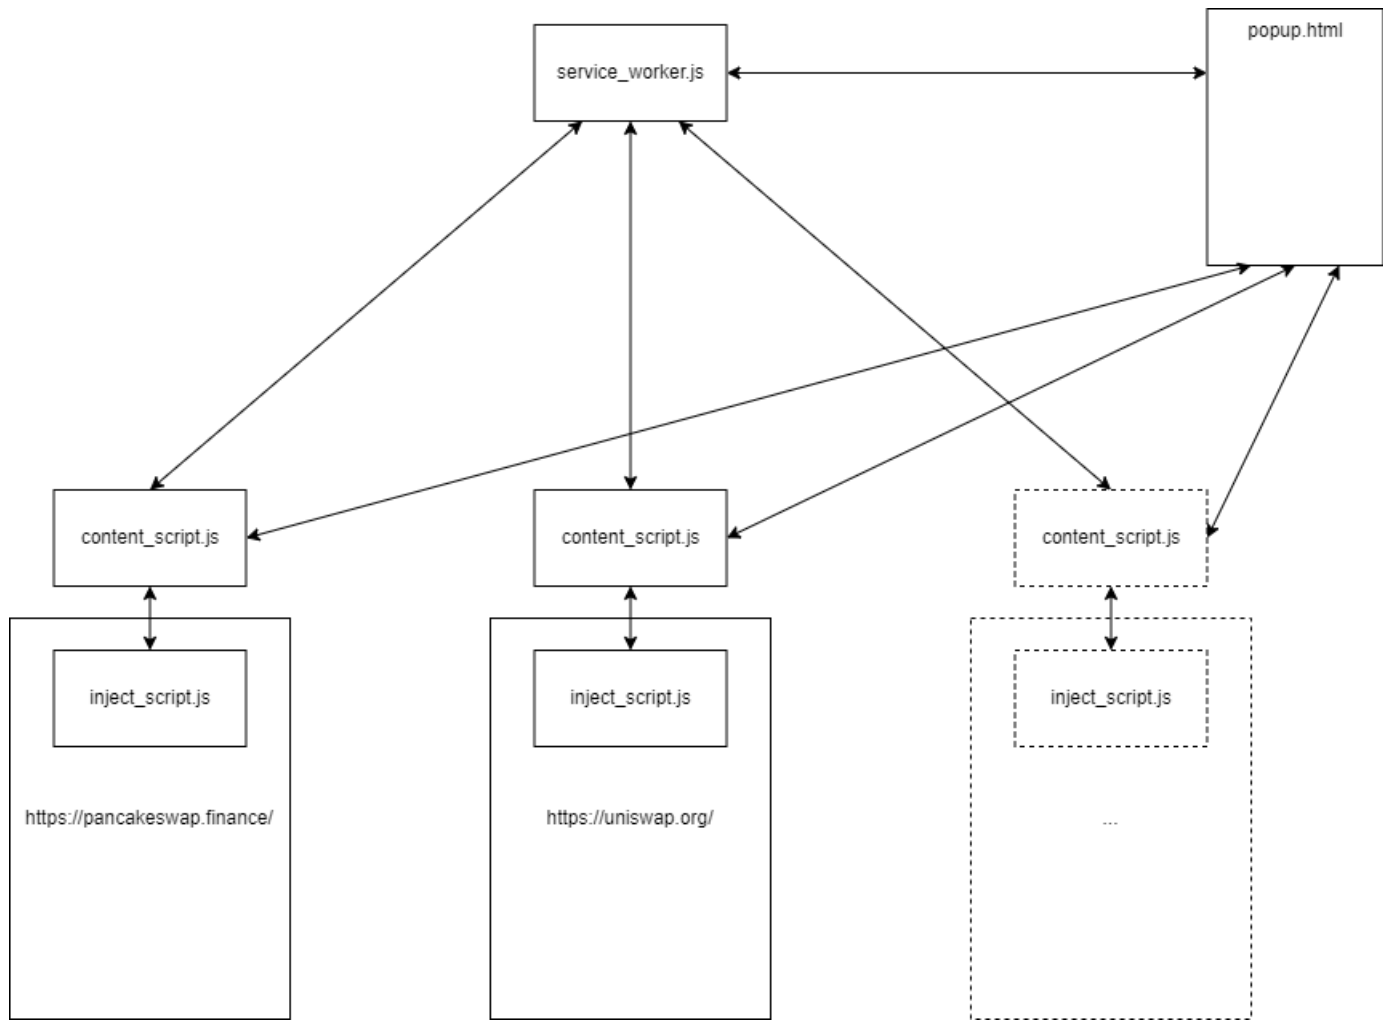 popup.html
service_worker.js
content_script.js
content_script.js
content_script.js
inject_script.js
inject_script.js
inject_script.js
https://pancakeswap.finance/
https://uniswap.org/
...